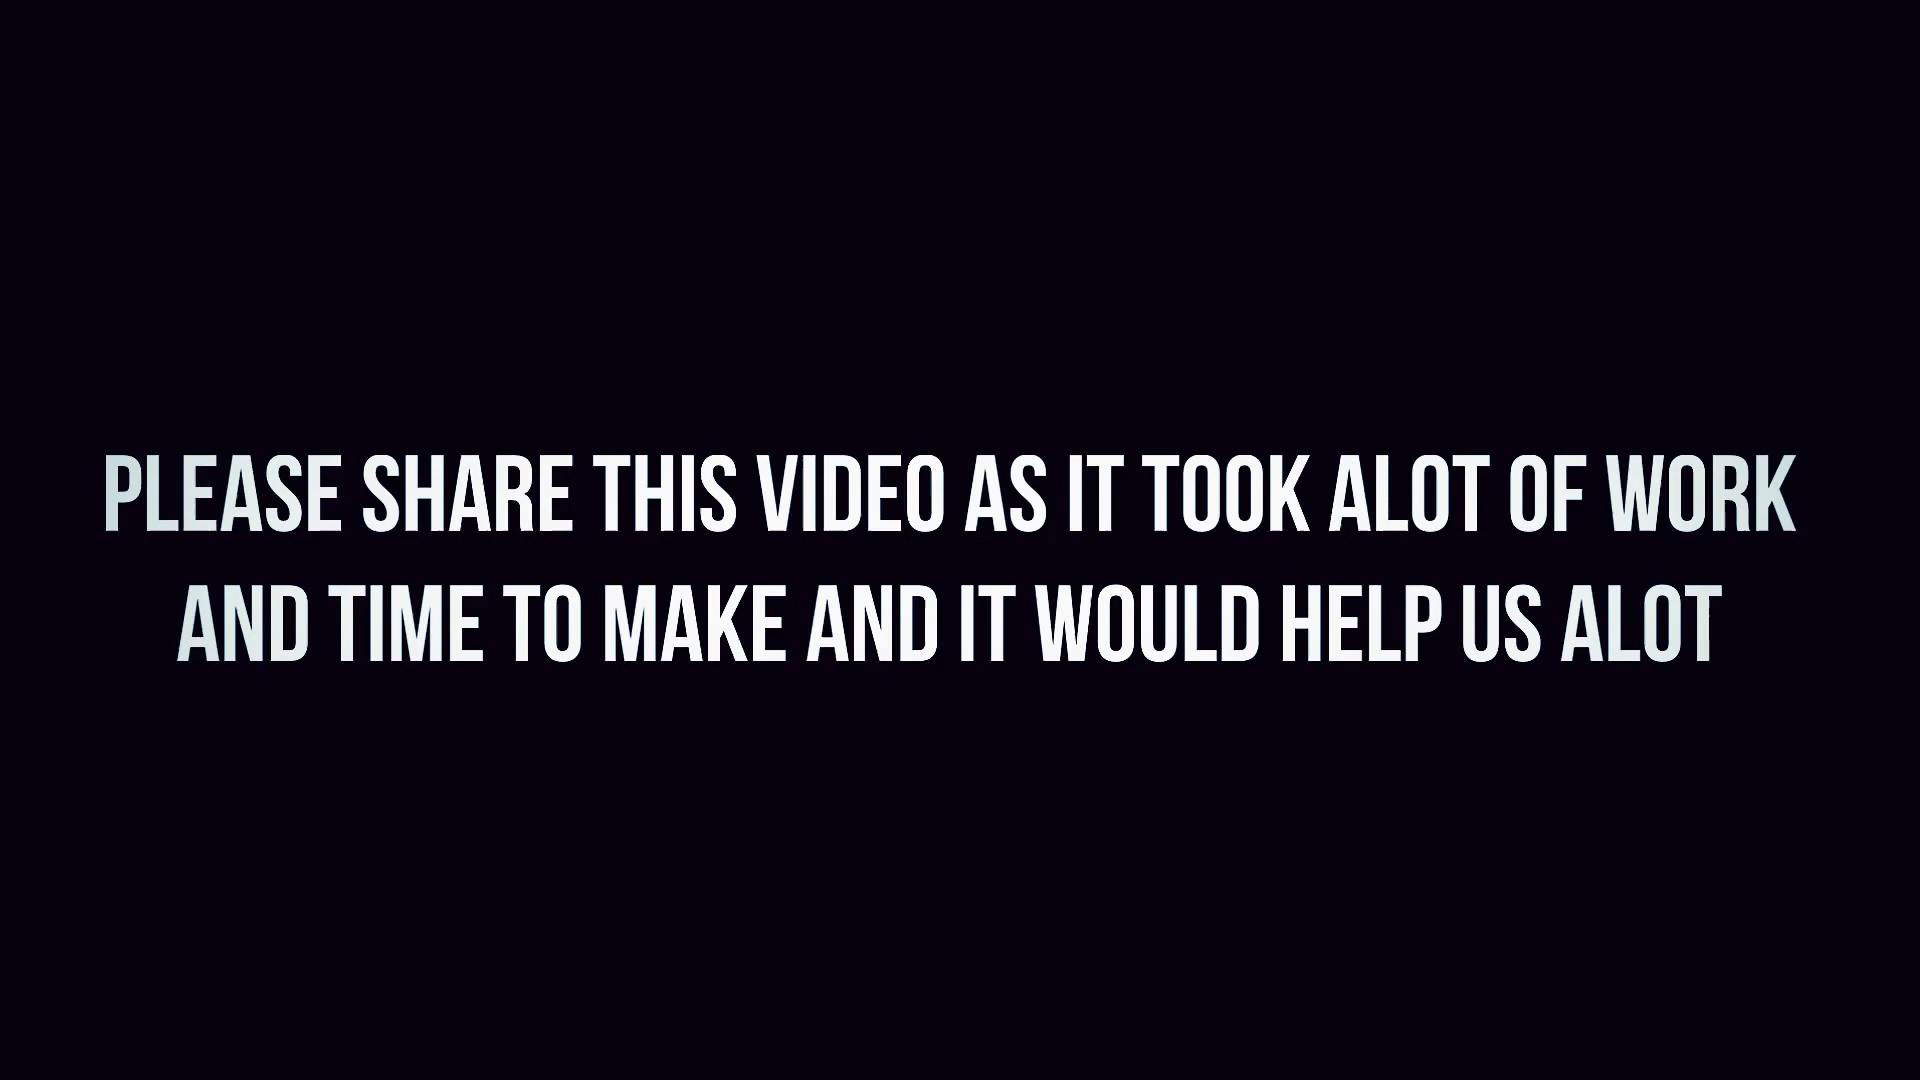 PLEASE SHARE THIS VIDEO AS IT TOOK ALOT OF WORK
AND TIME TO MAKE AND IT WOULD HELP US ALOT